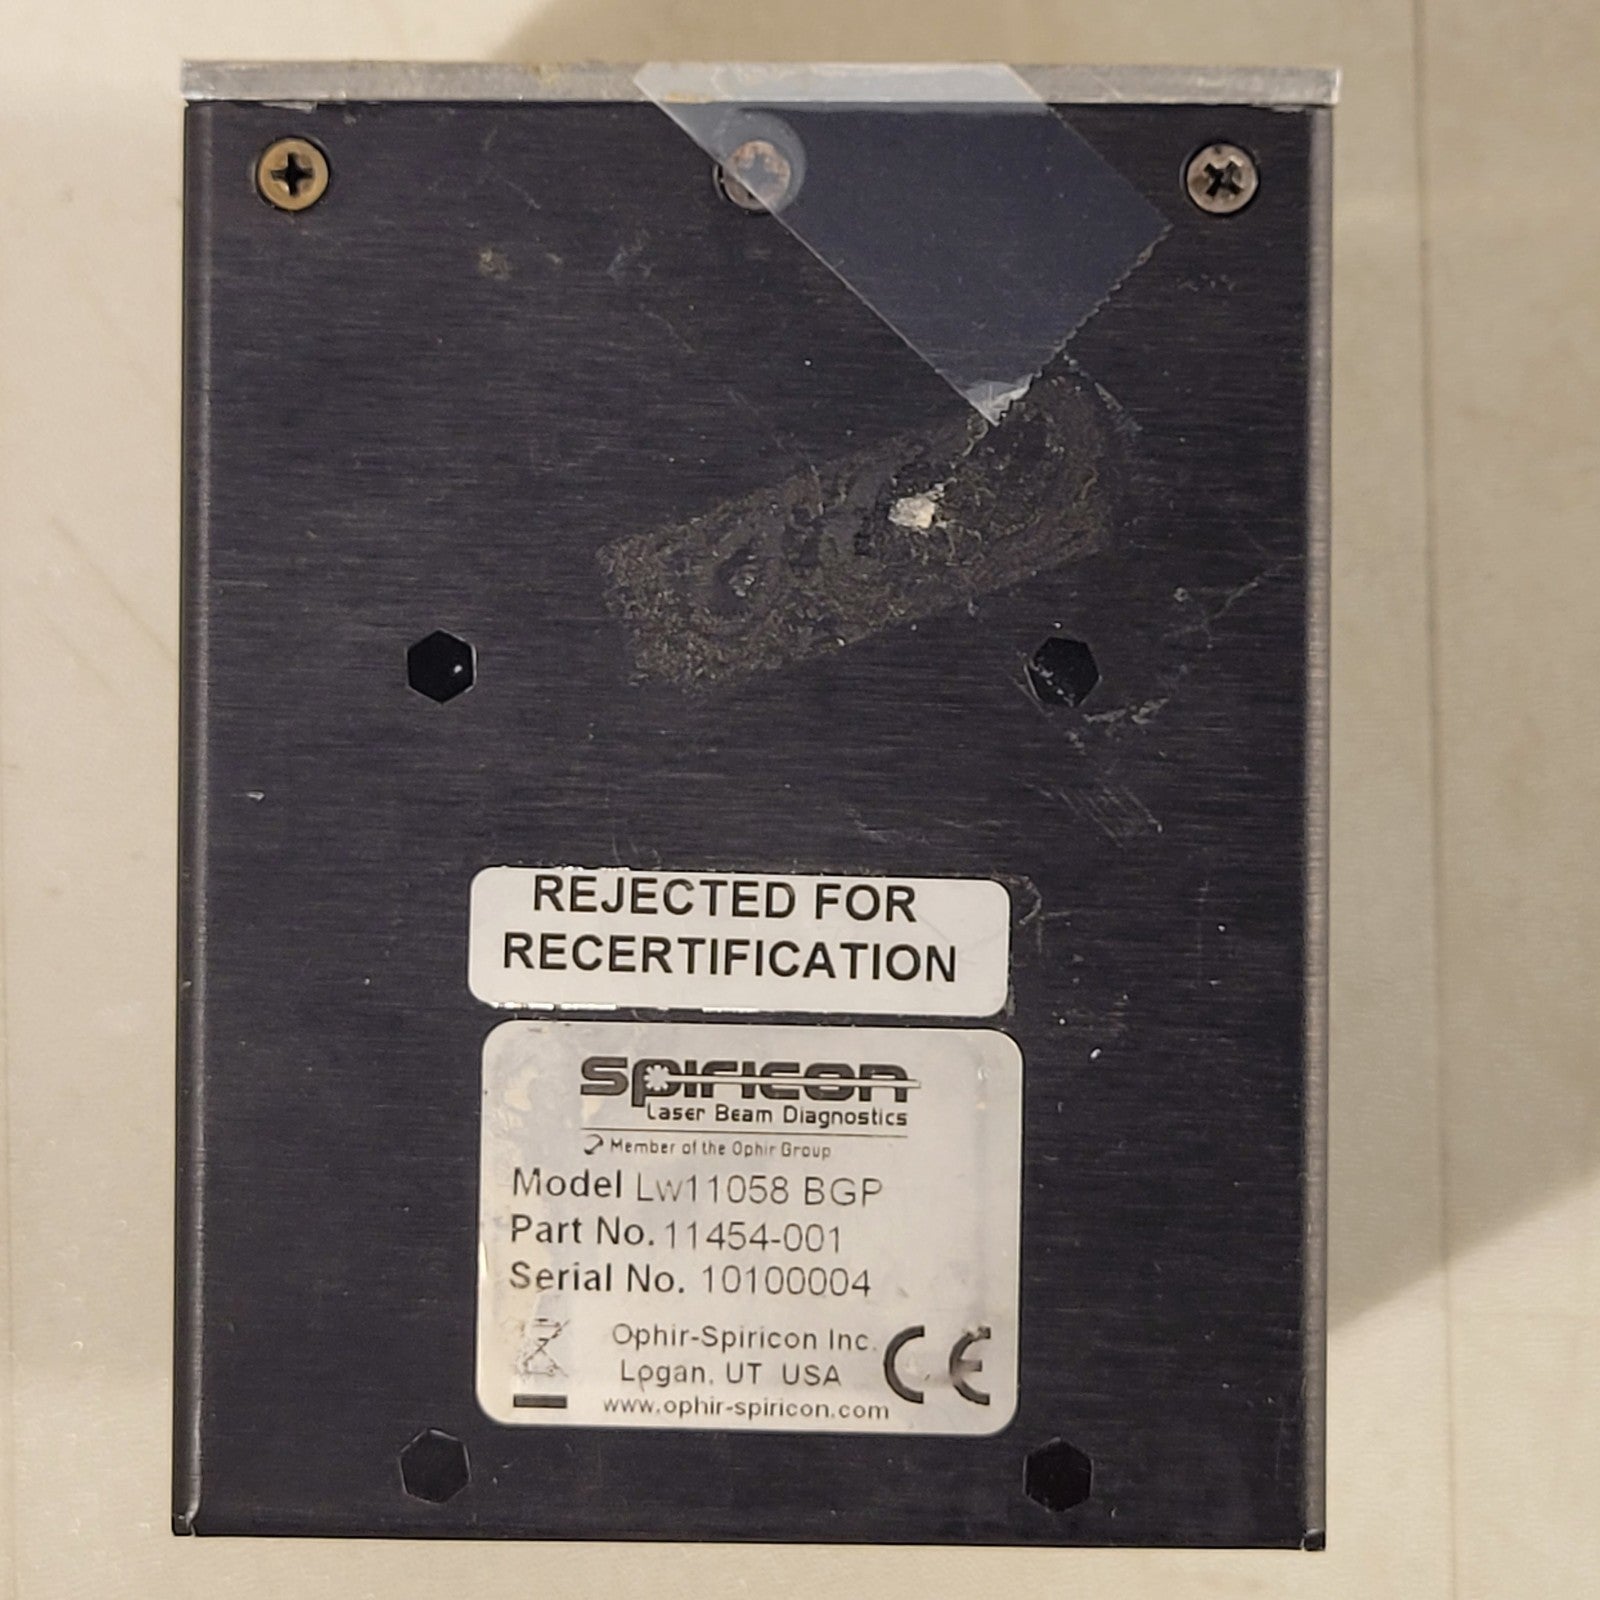 REJECTED FOR
RECERTIFICATION
SPIRICON
Laser Beam Diagnostics
Member of the Ophir Group
Model Lw11058 BGP
Part No. 11454-001
Serial No. 10100004
Ophir-Spiricon Inc.
Logan, UT USA
CE
www.ophir-spiricon.com